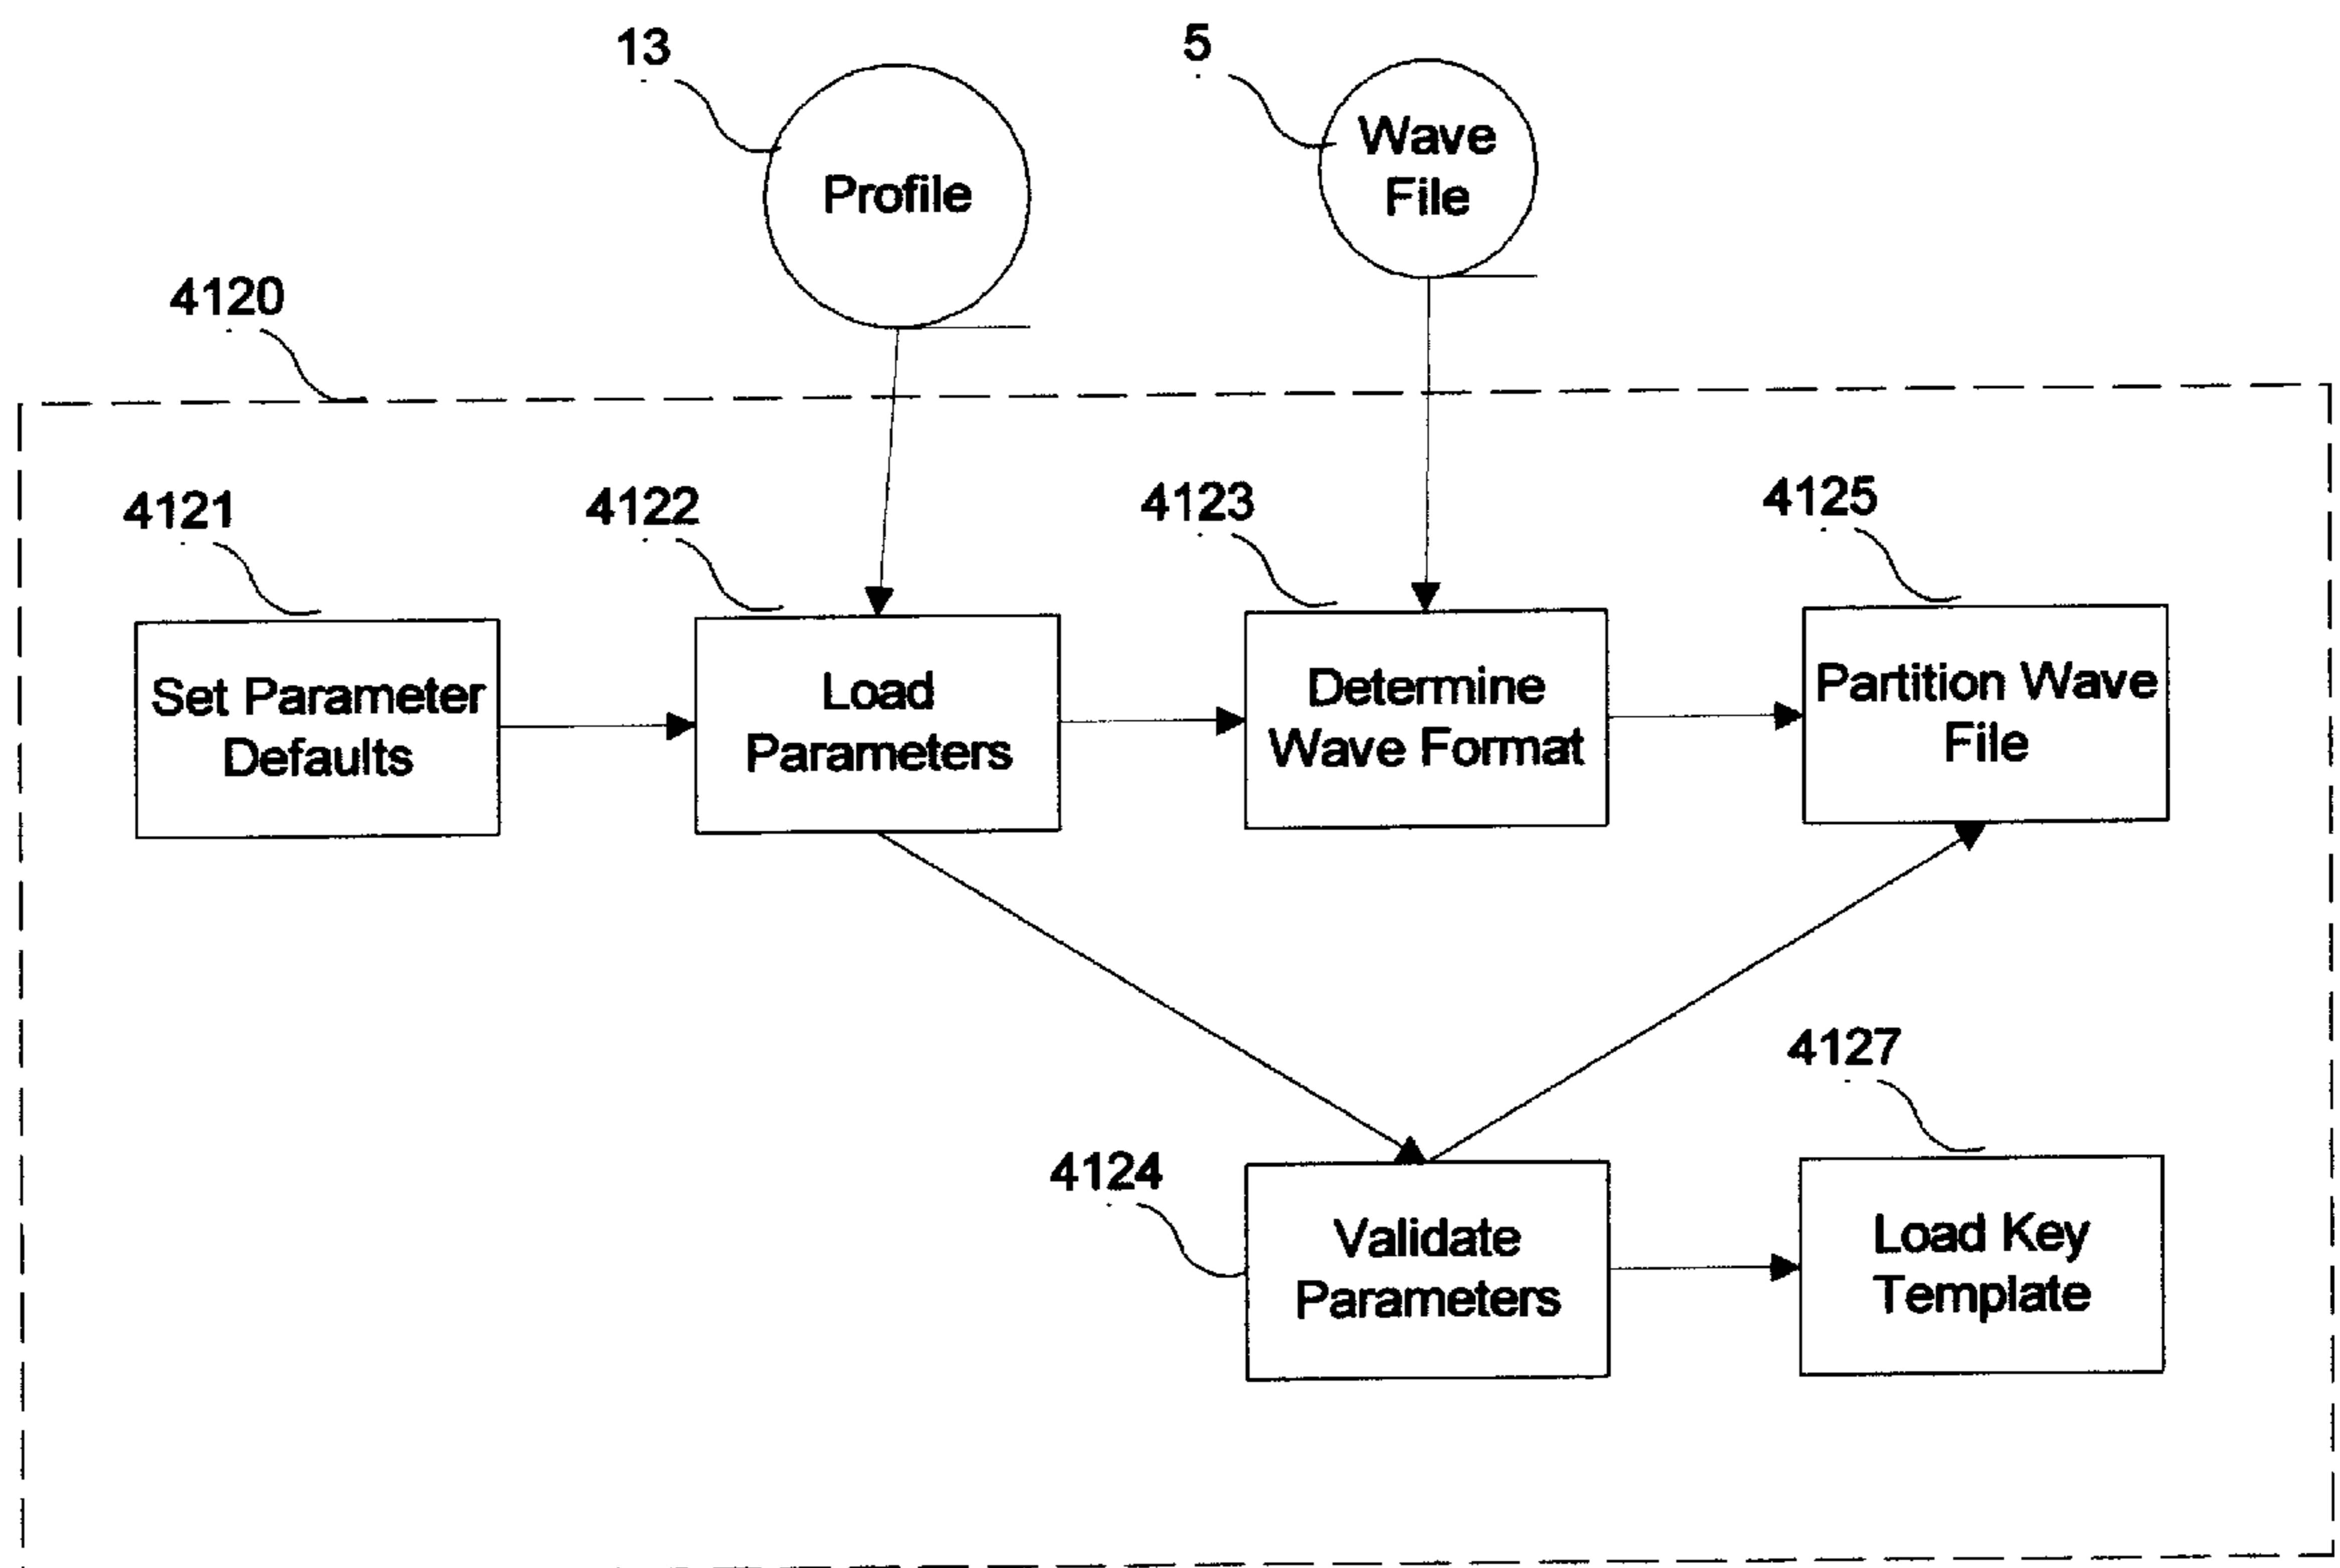 13
5
Profile
Wave
File
4120
4121
4122
4123
4125
Set Parameter
Defaults
Load
Parameters
Determine
Wave Format
Partition Wave
File
4127
4124
Validate
Parameters
Load Key
Template